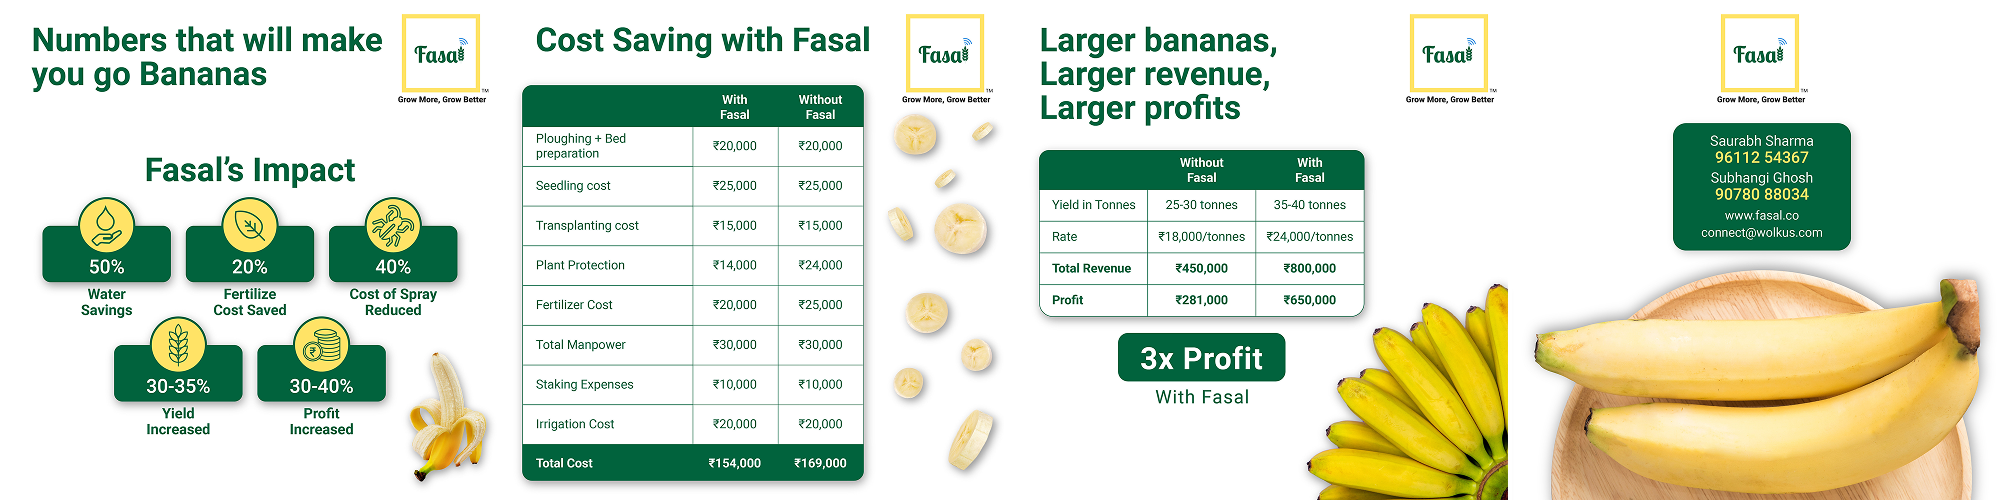 Numbers that will make
you go Bananas
Fasal
TM
Grow More, Grow Better
Fasal's Impact
50%
Water
Savings
20%
Fertilize
Cost Saved
40%
Cost of Spray
Reduced
30-35%
Yield
Increased
30-40%
Profit
Increased
Cost Saving with Fasal
Fasal
TM
Grow More, Grow Better
With
Fasal
Without
Fasal
Ploughing + Bed
preparation
₹20,000 ₹20,000
Seedling cost ₹25,000 ₹25,000
Transplanting cost ₹15,000 ₹15,000
Plant Protection ₹14,000 ₹24,000
Fertilizer Cost ₹20,000 ₹25,000
Total Manpower ₹30,000 ₹30,000
Staking Expenses ₹10,000 ₹10,000
Irrigation Cost ₹20,000 ₹20,000
Total Cost ₹154,000 ₹169,000
Larger bananas,
Larger revenue,
Larger profits
Fasal
TM
Grow More, Grow Better
Without
Fasal
With
Fasal
Yield in Tonnes 25-30 tonnes 35-40 tonnes
Rate ₹18,000/tonnes ₹24,000/tonnes
Total Revenue ₹450,000 ₹800,000
Profit ₹281,000 ₹650,000
3x Profit
With Fasal
Fasal
TM
Grow More, Grow Better
Saurabh Sharma
96112 54367
Subhangi Ghosh
90780 88034
www.fasal.co
connect@wolkus.com